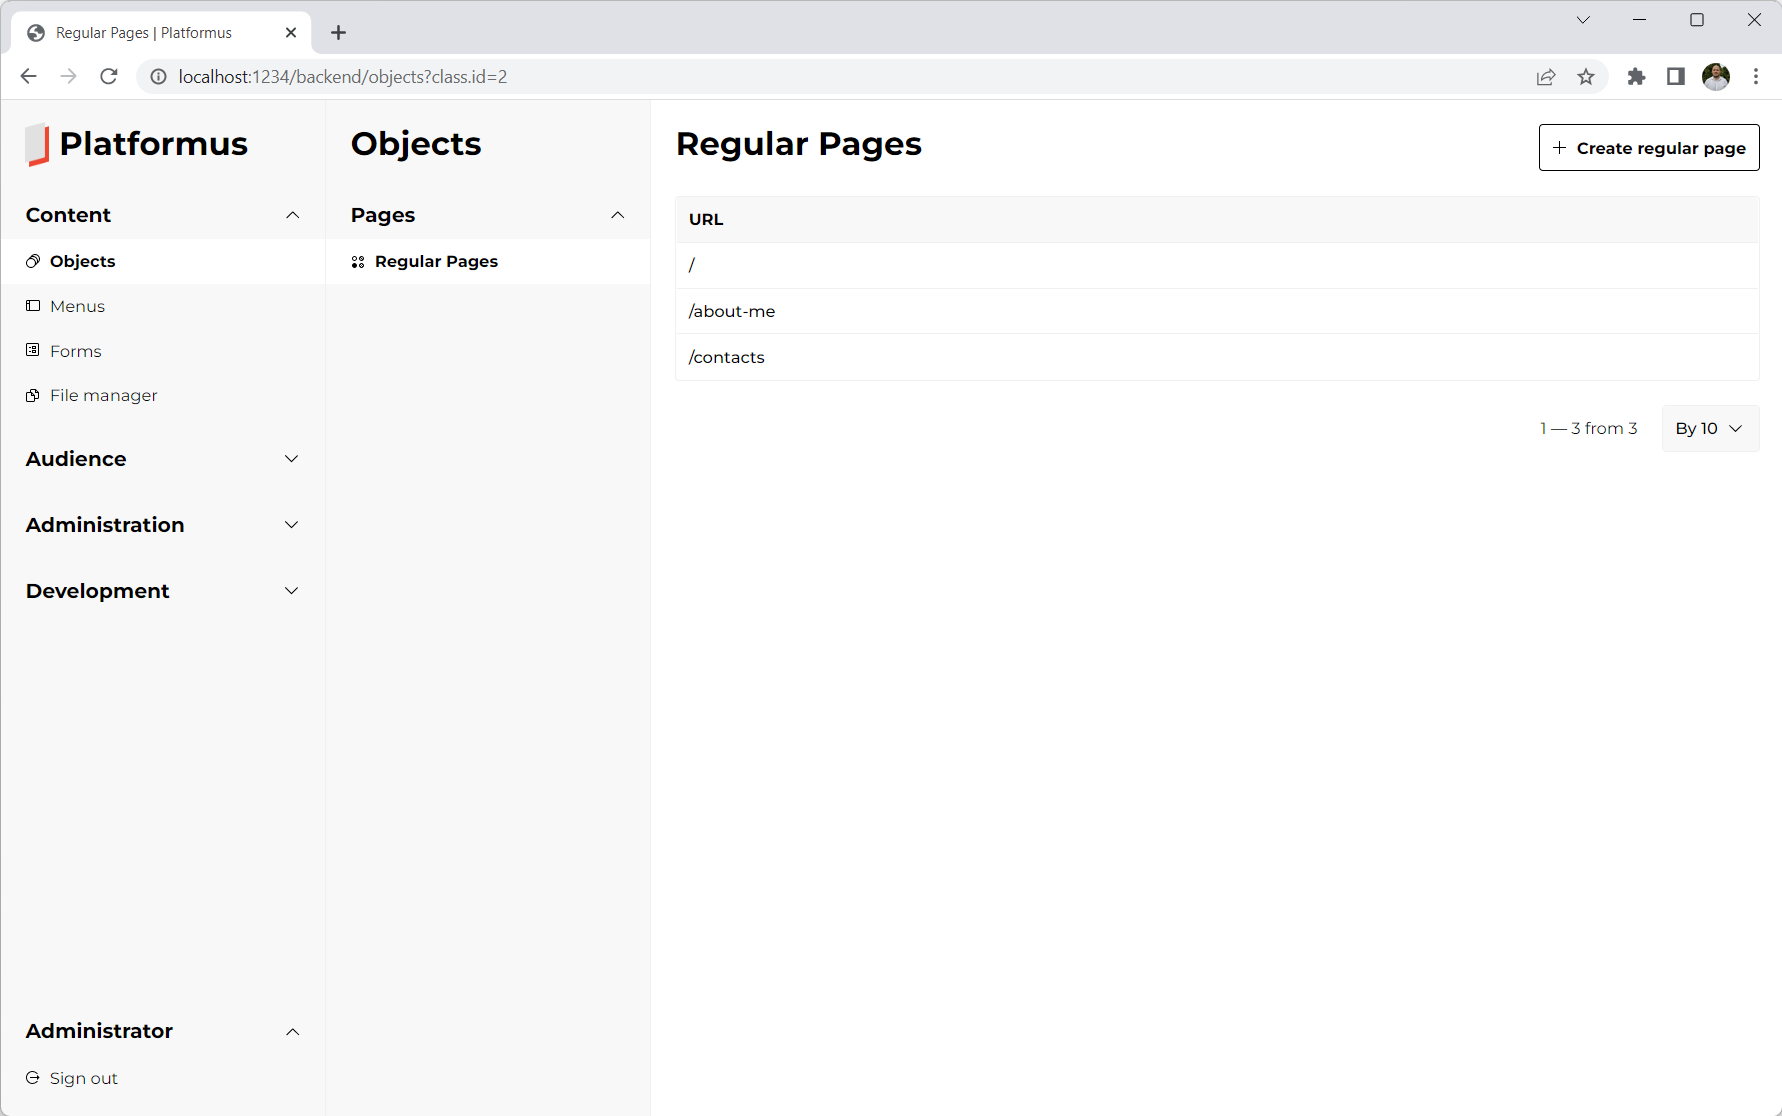 Regular Pages | Platformus
localhost:1234/backend/objects?class.id=2
Platformus
Content
Objects
Menus
Forms
File manager
Audience
Administration
Development
Administrator
Sign out
Objects
Pages
Regular Pages
Regular Pages
Create regular page
URL
/
/about-me
/contacts
1 — 3 from 3
By 10